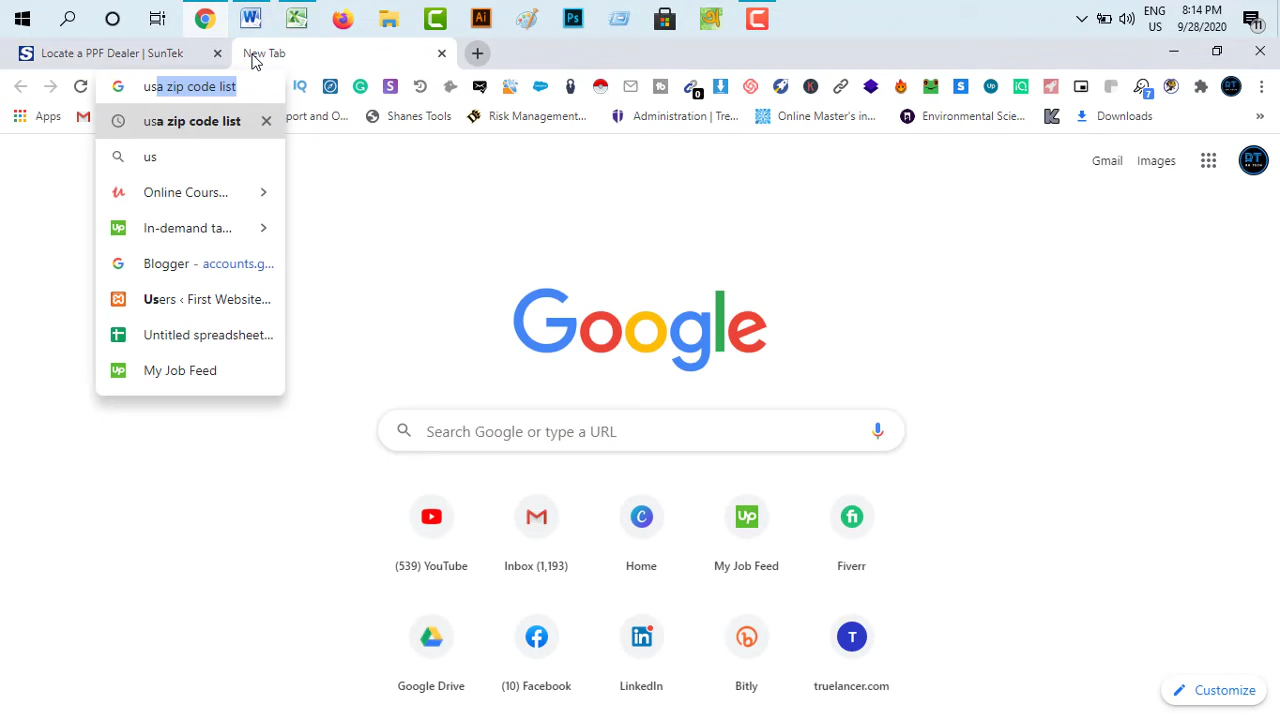 ENG
US
8:14 PM
9/28/2020
11
Locate a PPF Dealer | SunTek
New Tab
usa zip code list
IQ
0
7
Apps
port and O...
Shanes Tools
Risk Management...
Administration | Tre...
Online Master's in...
Environmental Scie...
Downloads
»
usa zip code list
us
Online Cours...
In-demand ta...
Blogger - accounts.g...
Users ‹ First Website...
Untitled spreadsheet...
My Job Feed
Gmail
Images
Google
Search Google or type a URL
(539) YouTube
Inbox (1,193)
Home
My Job Feed
Fiverr
Google Drive
(10) Facebook
LinkedIn
Bitly
truelancer.com
Customize